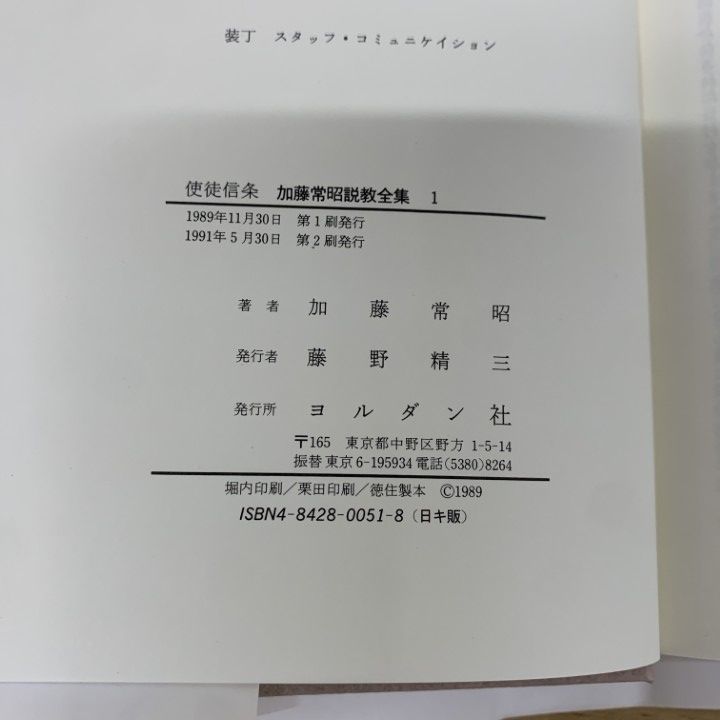 装丁 スタッフ・コミュニケイション
使徒信条 加藤常昭説教全集 1
1989年11月30日 第1刷発行
1991年5月30日 第2刷発行
著者 加藤常昭
発行者 藤野精三
発行所 ヨルダン社
〒165 東京都中野区野方 1-5-14
振替東京6-195934電話(5380)8264
堀内印刷/栗田印刷/徳住製本 ©1989
ISBN4-8428-0051-8(日キ販)